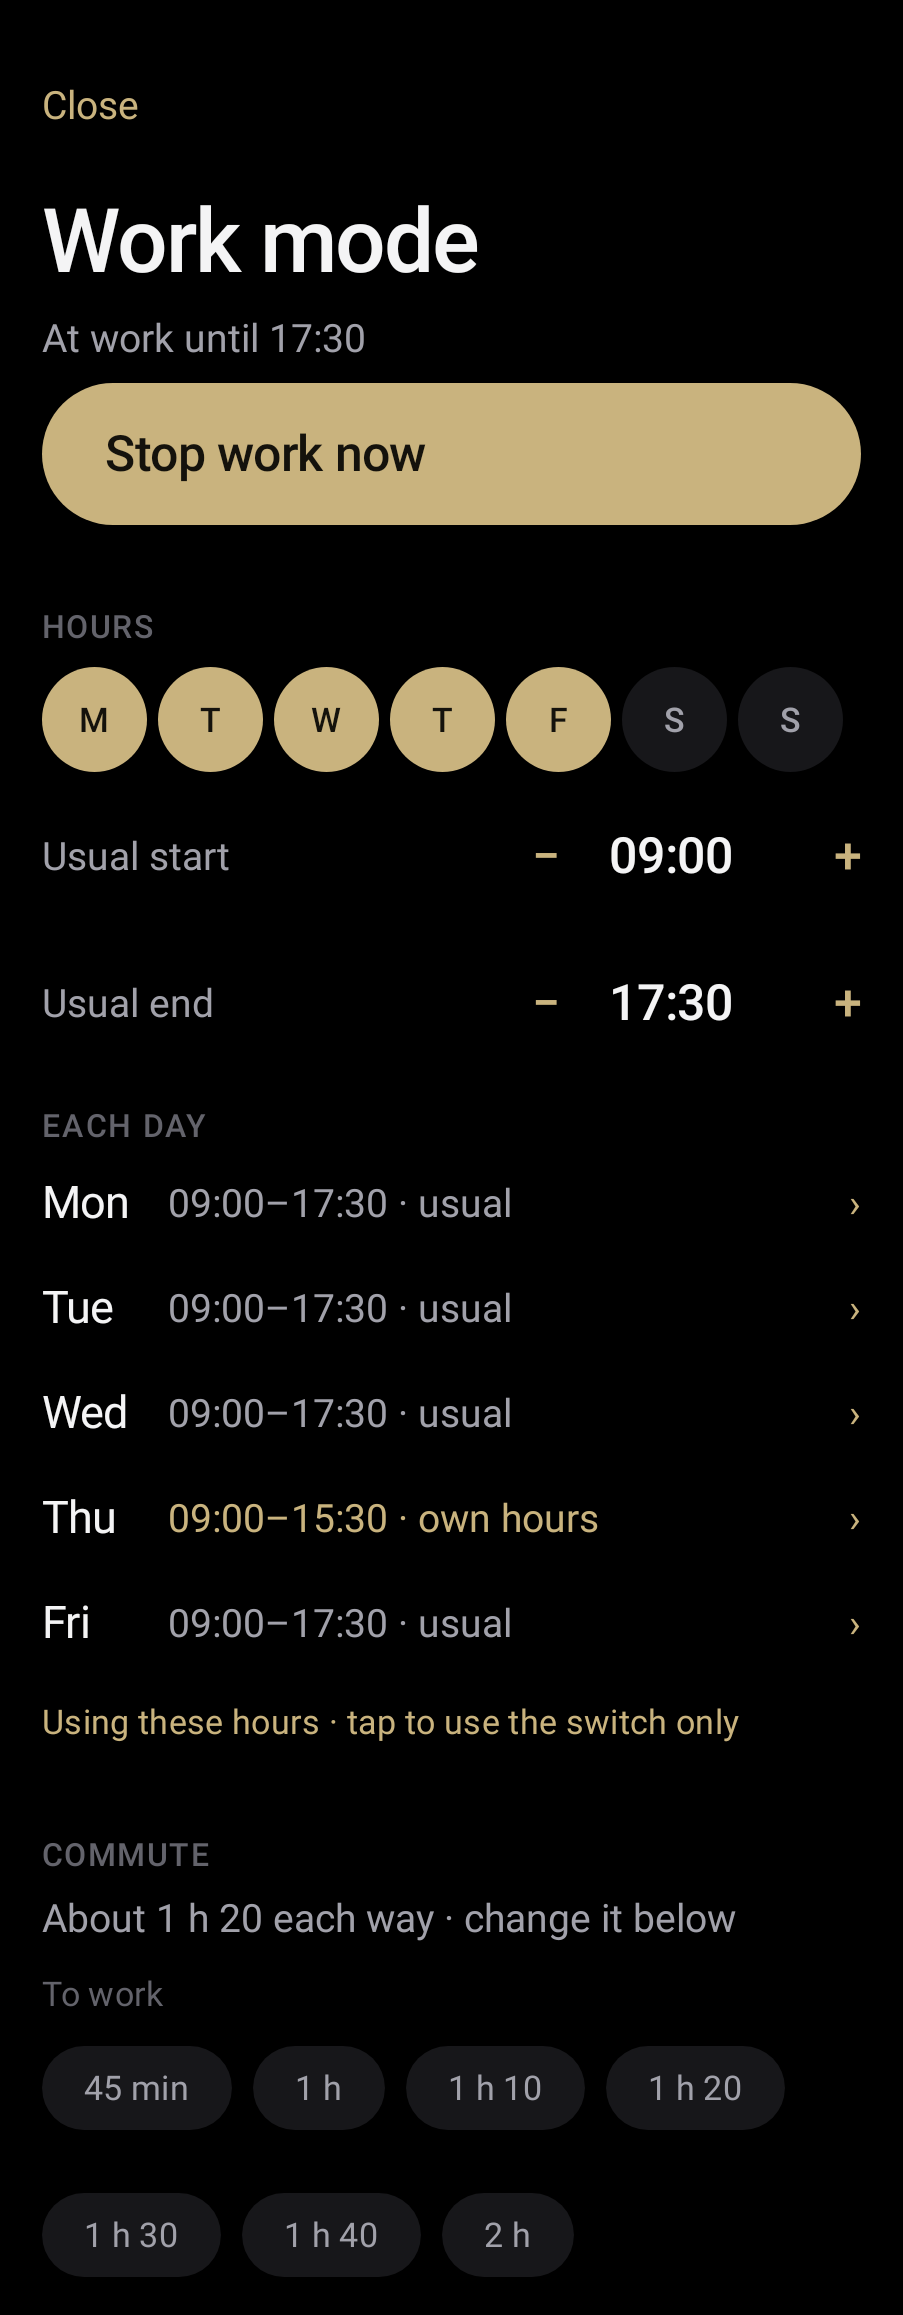 Close
Work mode
At work until 17:30
Stop work now
HOURS
M T W T F S S
Usual start − 09:00 +
Usual end − 17:30 +
EACH DAY
Mon 09:00–17:30 · usual ›
Tue 09:00–17:30 · usual ›
Wed 09:00–17:30 · usual ›
Thu 09:00–15:30 · own hours ›
Fri 09:00–17:30 · usual ›
Using these hours · tap to use the switch only
COMMUTE
About 1 h 20 each way · change it below
To work
45 min 1 h 1 h 10 1 h 20
1 h 30 1 h 40 2 h